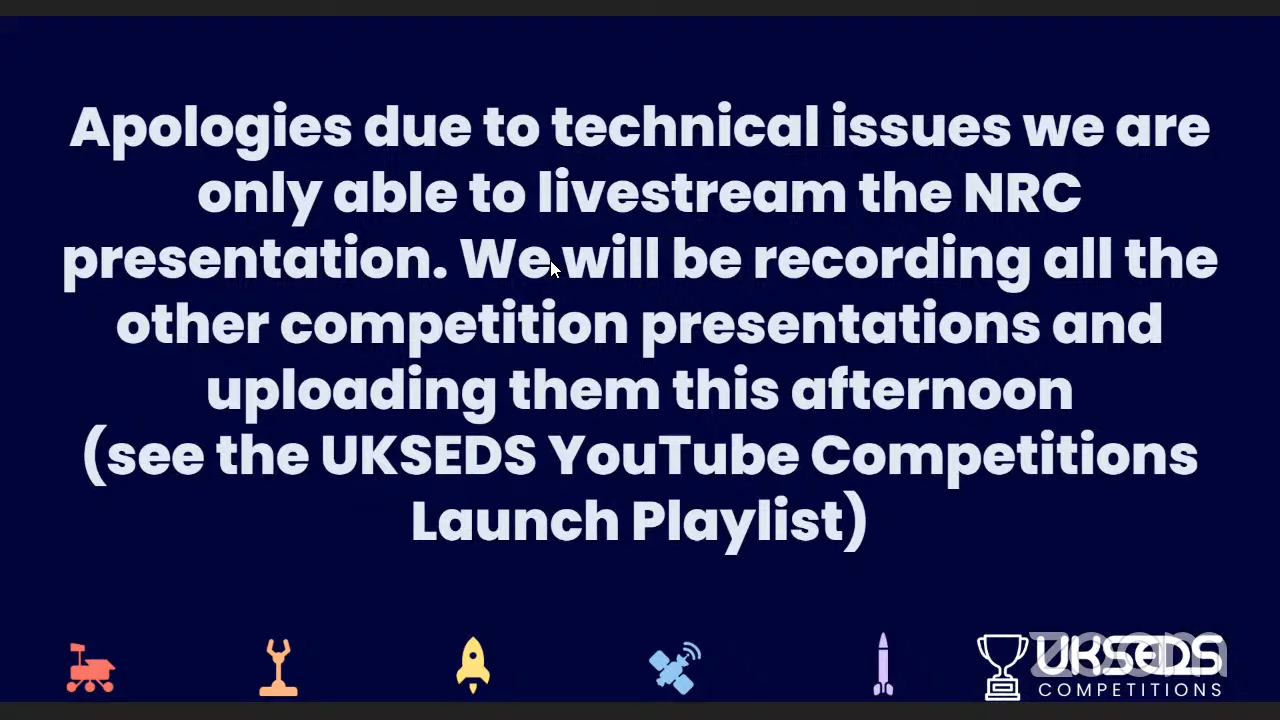 Apologies due to technical issues we are
only able to livestream the NRC
presentation. We will be recording all the
other competition presentations and
uploading them this afternoon
(see the UKSEDS YouTube Competitions
Launch Playlist)
UKSEDS
zoom
COMPETITIONS